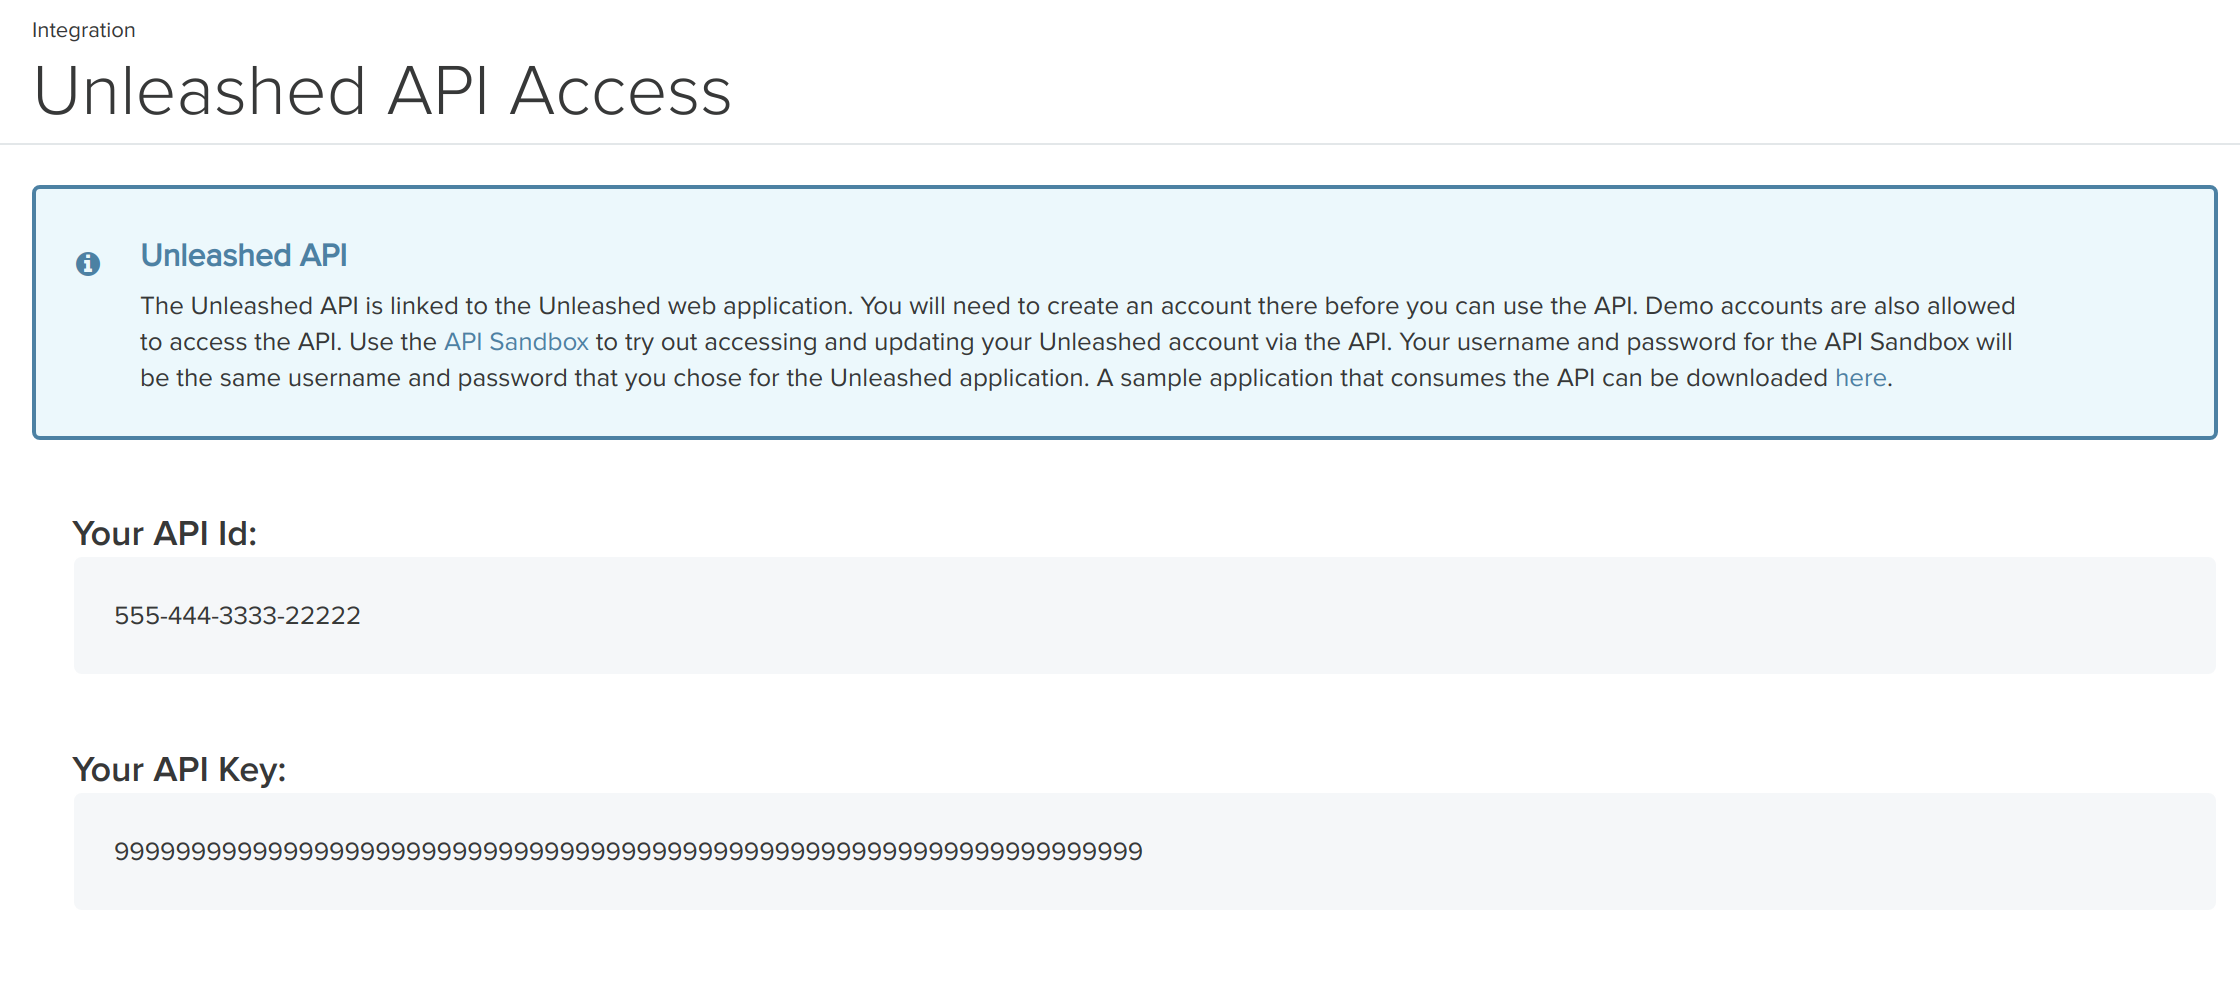 Integration
Unleashed API Access
Unleashed API
The Unleashed API is linked to the Unleashed web application. You will need to create an account there before you can use the API. Demo accounts are also allowed
to access the API. Use the API Sandbox to try out accessing and updating your Unleashed account via the API. Your username and password for the API Sandbox will
be the same username and password that you chose for the Unleashed application. A sample application that consumes the API can be downloaded here.
Your API Id:
555-444-3333-22222
Your API Key:
9999999999999999999999999999999999999999999999999999999999999999999